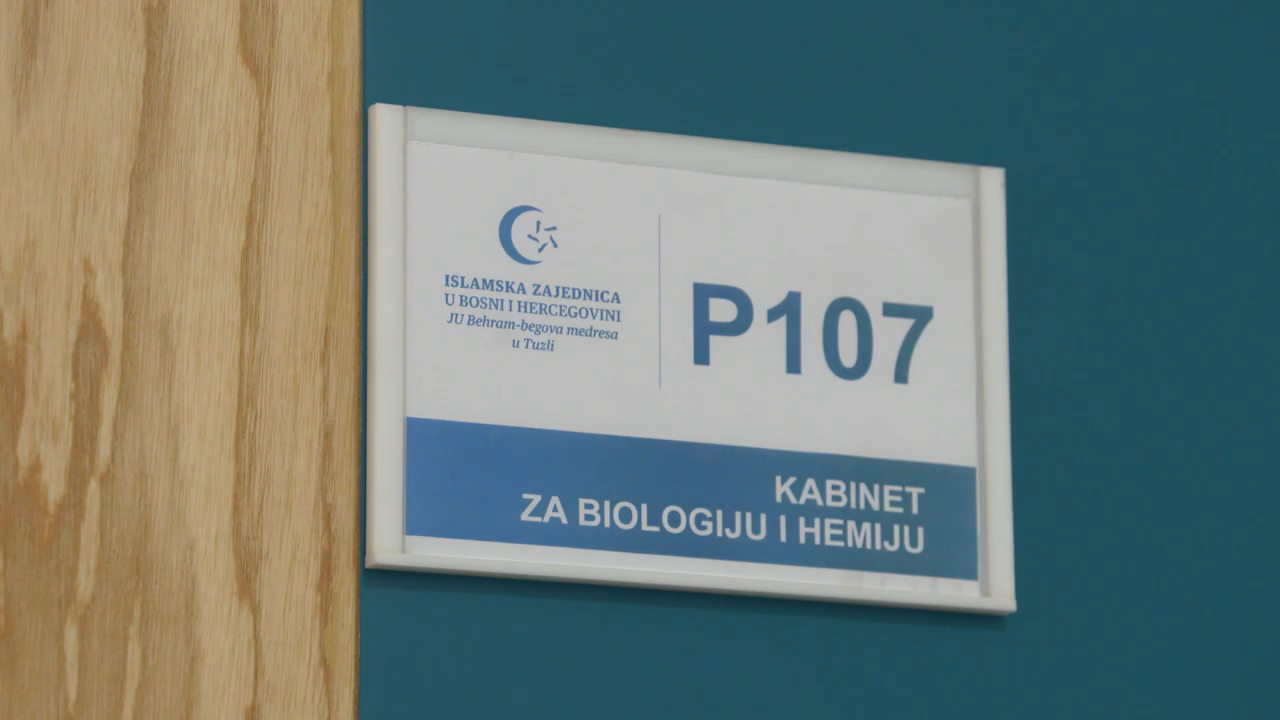 ISLAMSKA ZAJEDNICA
U BOSNI I HERCEGOVINI
JU Behram-begova medresa
u Tuzli
P107
KABINET
ZA BIOLOGIJU I HEMIJU